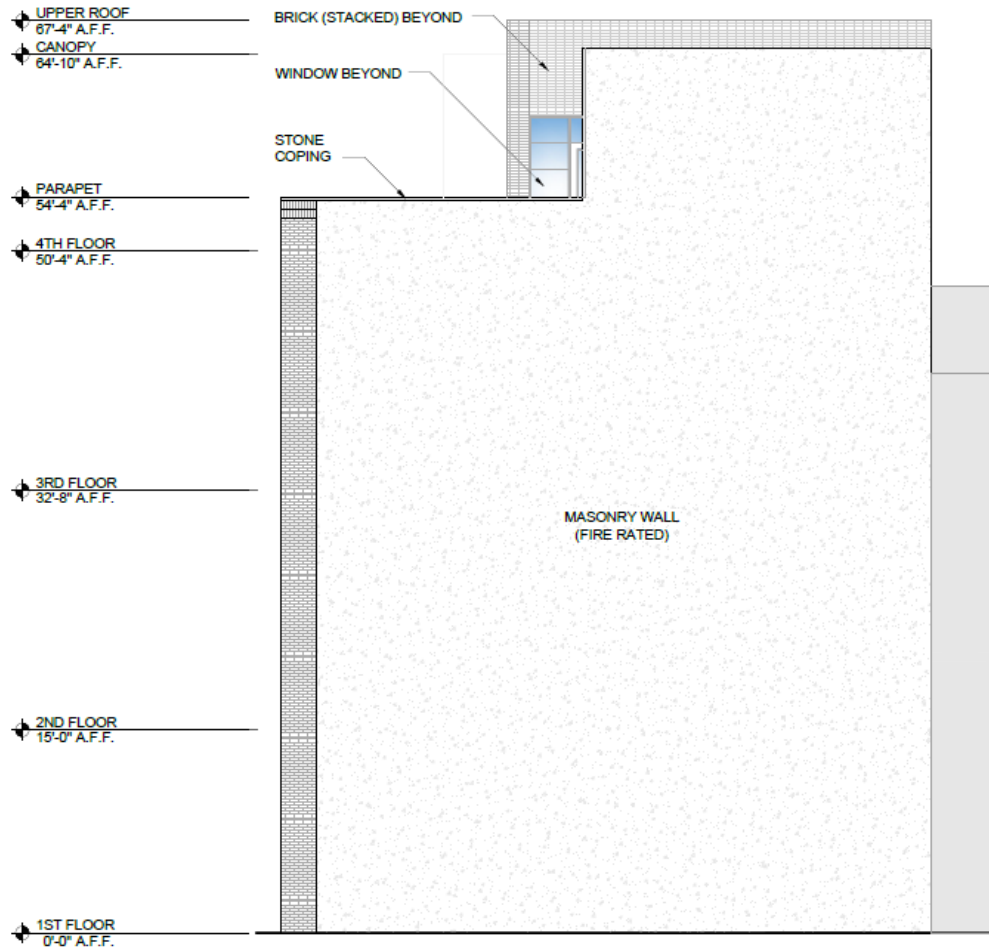 UPPER ROOF
67'-4" A.F.F.
CANOPY
64'-10" A.F.F.
BRICK (STACKED) BEYOND
WINDOW BEYOND
STONE
COPING
PARAPET
54'-4" A.F.F.
4TH FLOOR
50'-4" A.F.F.
3RD FLOOR
32'-8" A.F.F.
MASONRY WALL
(FIRE RATED)
2ND FLOOR
15'-0" A.F.F.
1ST FLOOR
0'-0" A.F.F.